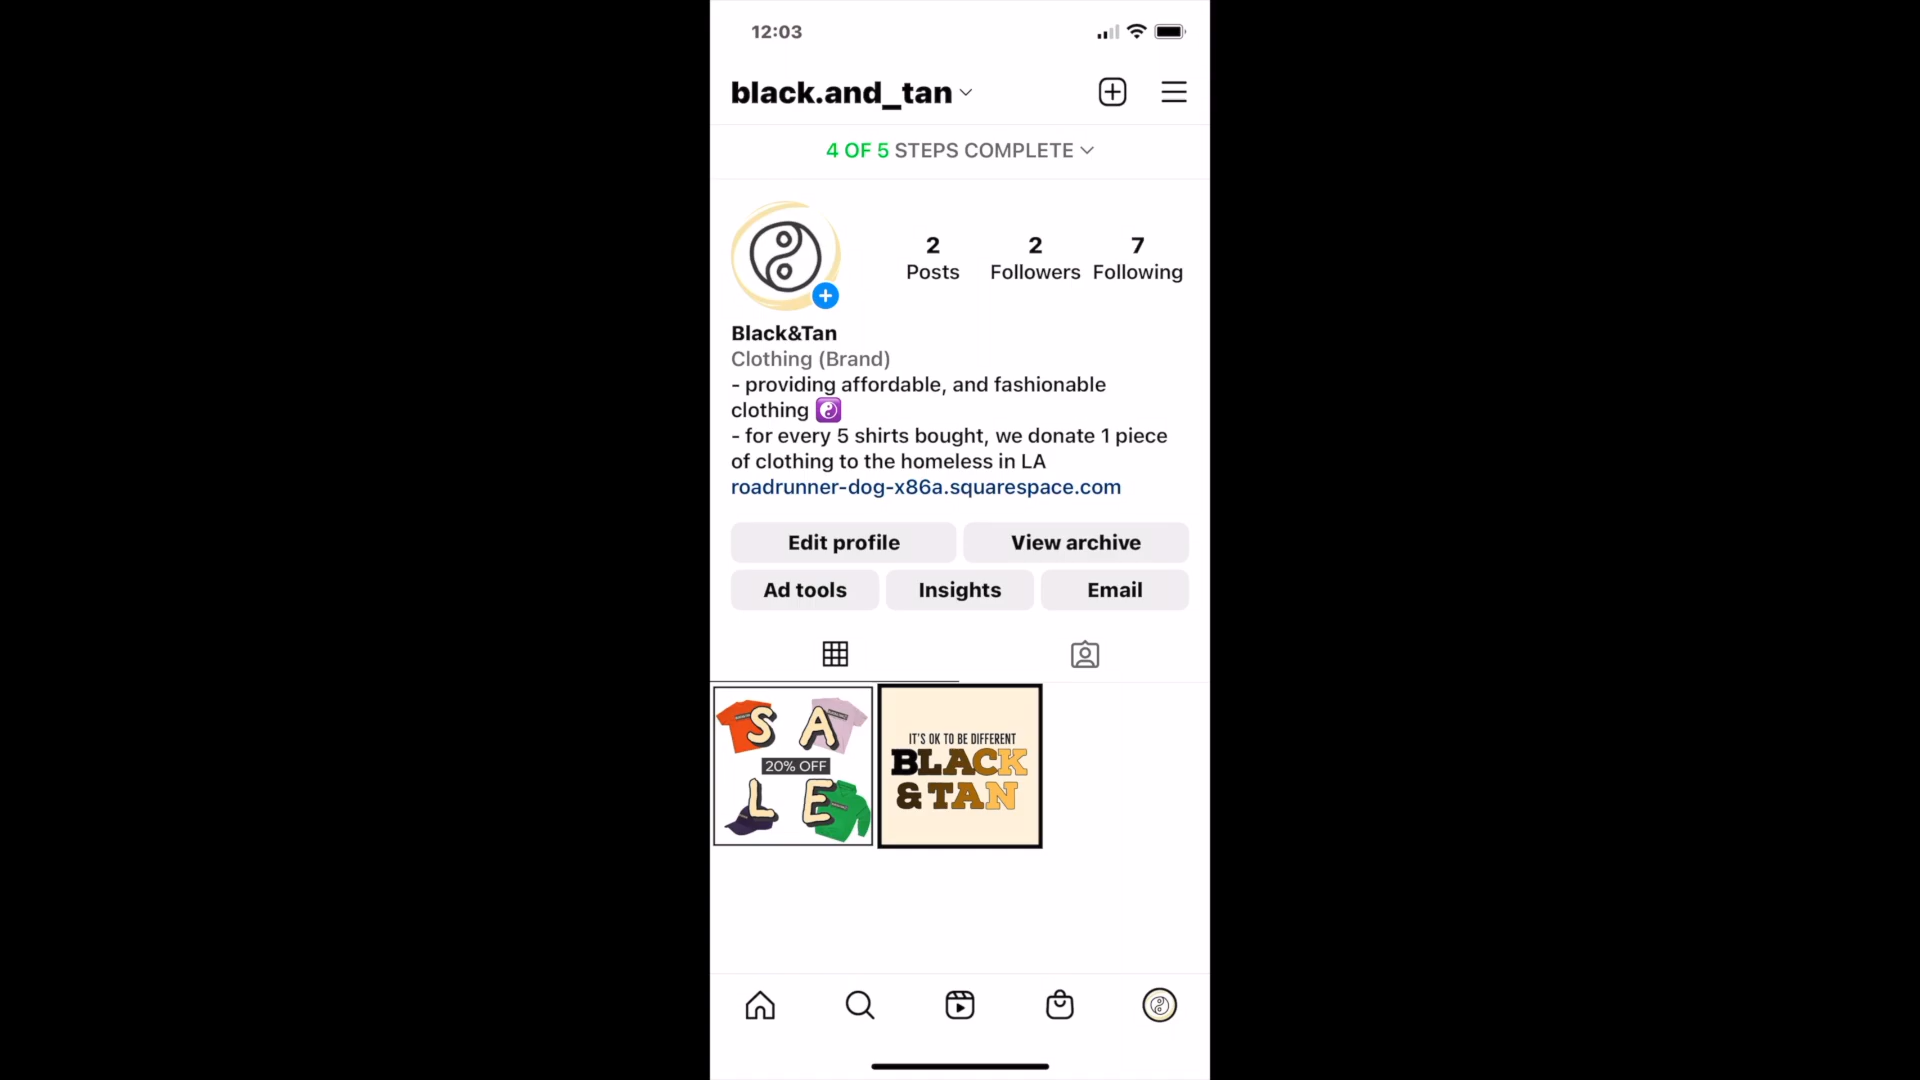 12:03
black.and_tan
4 OF 5 STEPS COMPLETE
2
Posts
2
Followers
7
Following
Black&Tan
Clothing (Brand)
- providing affordable, and fashionable
clothing ☯️
- for every 5 shirts bought, we donate 1 piece
of clothing to the homeless in LA
roadrunner-dog-x86a.squarespace.com
Edit profile
View archive
Ad tools
Insights
Email
S A
20% OFF
L E
IT'S OK TO BE DIFFERENT
BLACK
& TAN